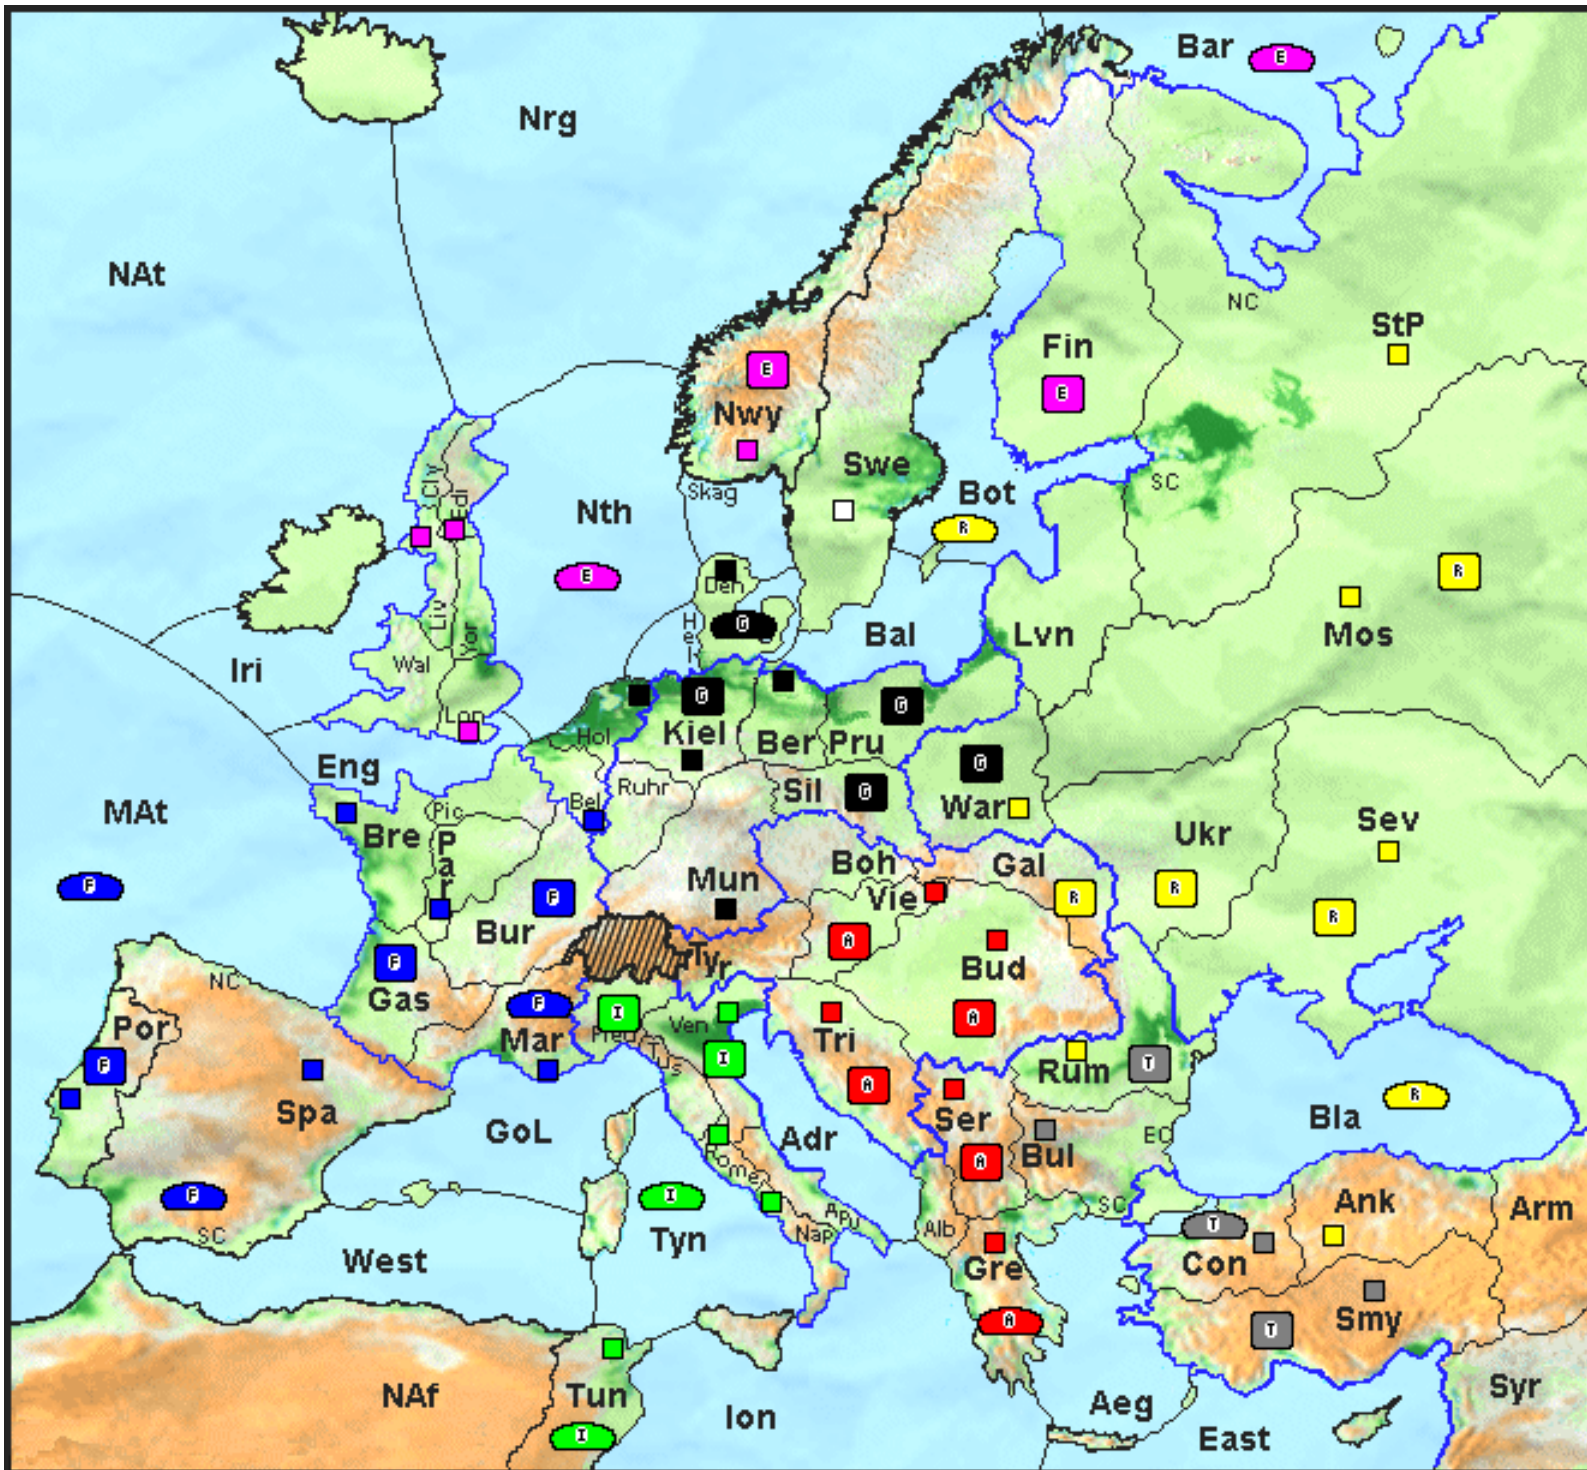 Bar
E
Nrg
NAt
NC
StP
Fin
E
E
Nwy
Swe
SC
Skag
Bot
R
Cly
Edi
Nth
E
R
Den
G
Hel
Bal
Lvn
Mos
Liv
Yor
Wal
Iri
Lon
G
G
Hol
Kiel
Ber
Pru
G
Eng
Ruhr
Sil
G
War
MAt
Pic
Bel
Bre
Par
Ukr
Sev
Boh
Gal
F
Mun
Vie
F
R
R
R
Bur
A
Tyr
Bud
F
Gas
NC
F
I
Ven
A
Por
Mar
Pied
Tri
Tus
I
Rum
T
F
A
R
Spa
GoL
Adr
Ser
Bla
Bul
EC
Rome
A
F
I
SC
Ank
Arm
SC
Tyn
Apu
Nap
Alb
T
Con
West
Gre
A
T
Smy
NAf
Tun
Ion
Aeg
Syr
I
East